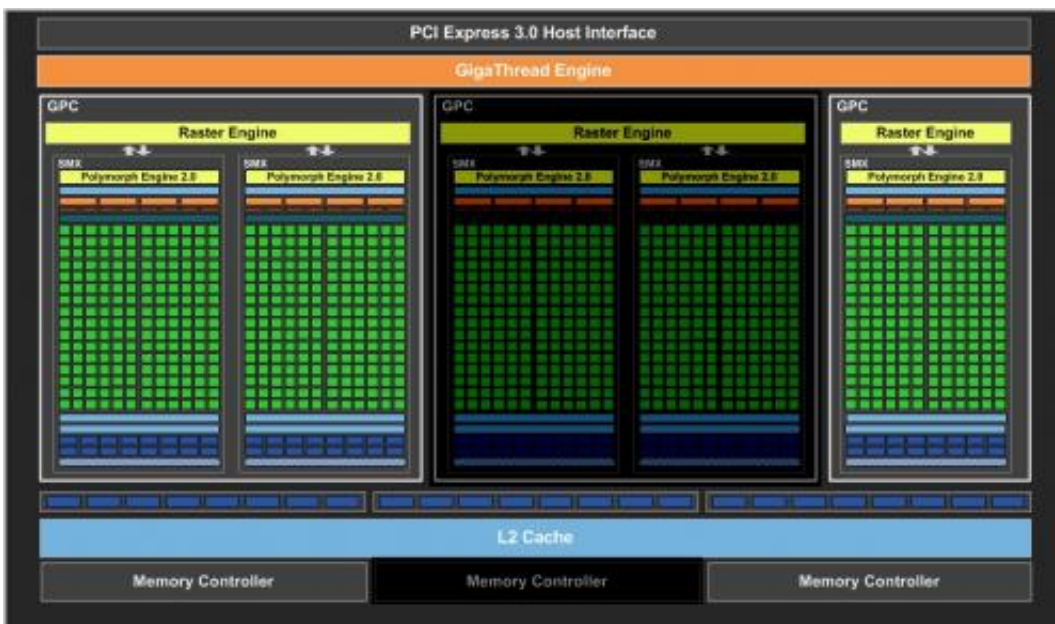 PCI Express 3.0 Host Interface
GigaThread Engine
GPC
Raster Engine
SMX
Polymorph Engine 2.0
SMX
Polymorph Engine 2.0
GPC
Raster Engine
SMX
Polymorph Engine 2.0
SMX
Polymorph Engine 2.0
GPC
Raster Engine
SMX
Polymorph Engine 2.0
L2 Cache
Memory Controller
Memory Controller
Memory Controller